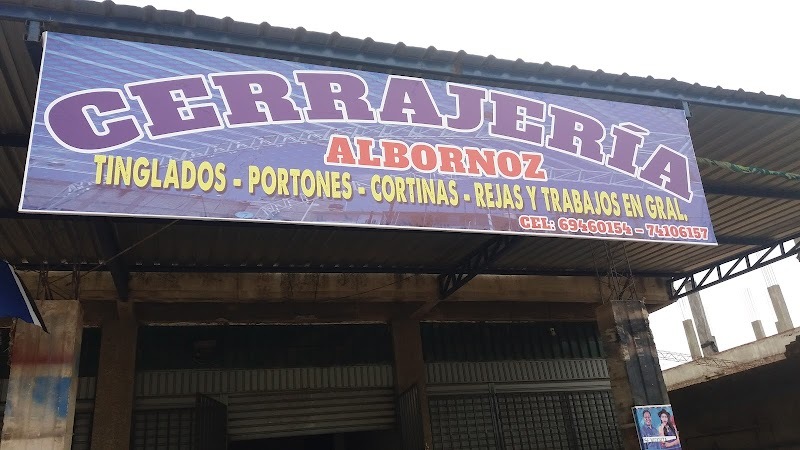 CERRAJERÍA
ALBORNOZ
TINGLADOS - PORTONES - CORTINAS - REJAS Y TRABAJOS EN GRAL.
CEL: 69460154 - 74106157